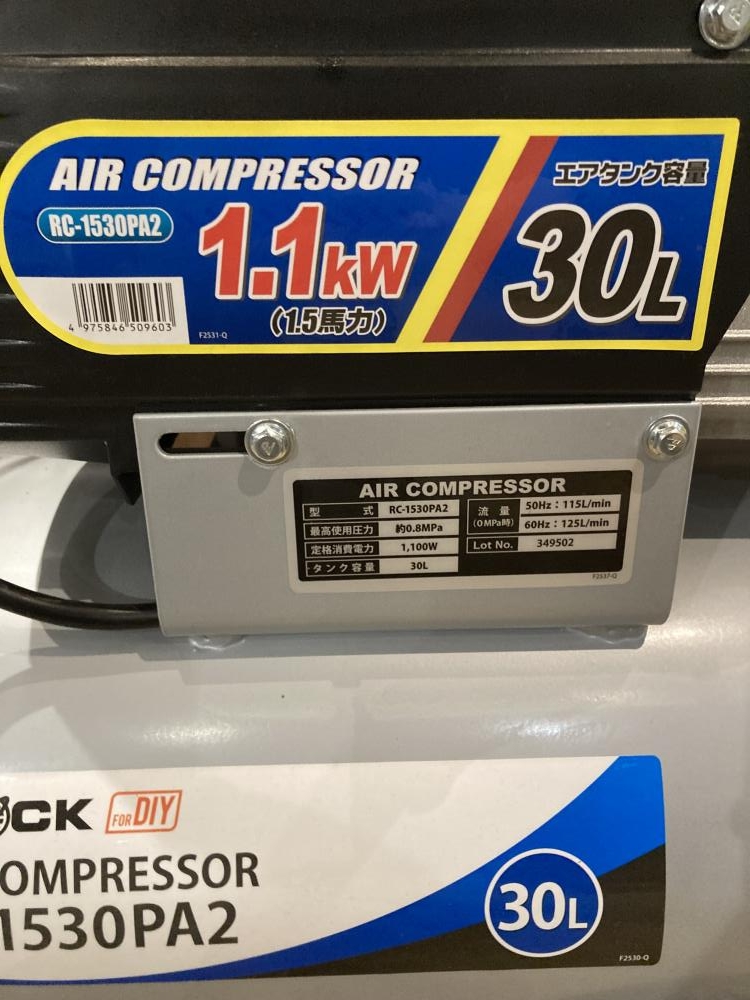 AIR COMPRESSOR
RC-1530PA2
1.1kW
(1.5馬力)
4 975846 509603
F2531-Q
エアタンク容量
30L
AIR COMPRESSOR
型式 RC-1530PA2
最高使用圧力 約0.8MPa
定格消費電力 1,100W
タンク容量 30L
流量 (0MPa時) 50Hz:115L/min
60Hz:125L/min
Lot No. 349502
F2537-Q
CK FOR DIY
OMPRESSOR
1530PA2
30L
F2530-Q